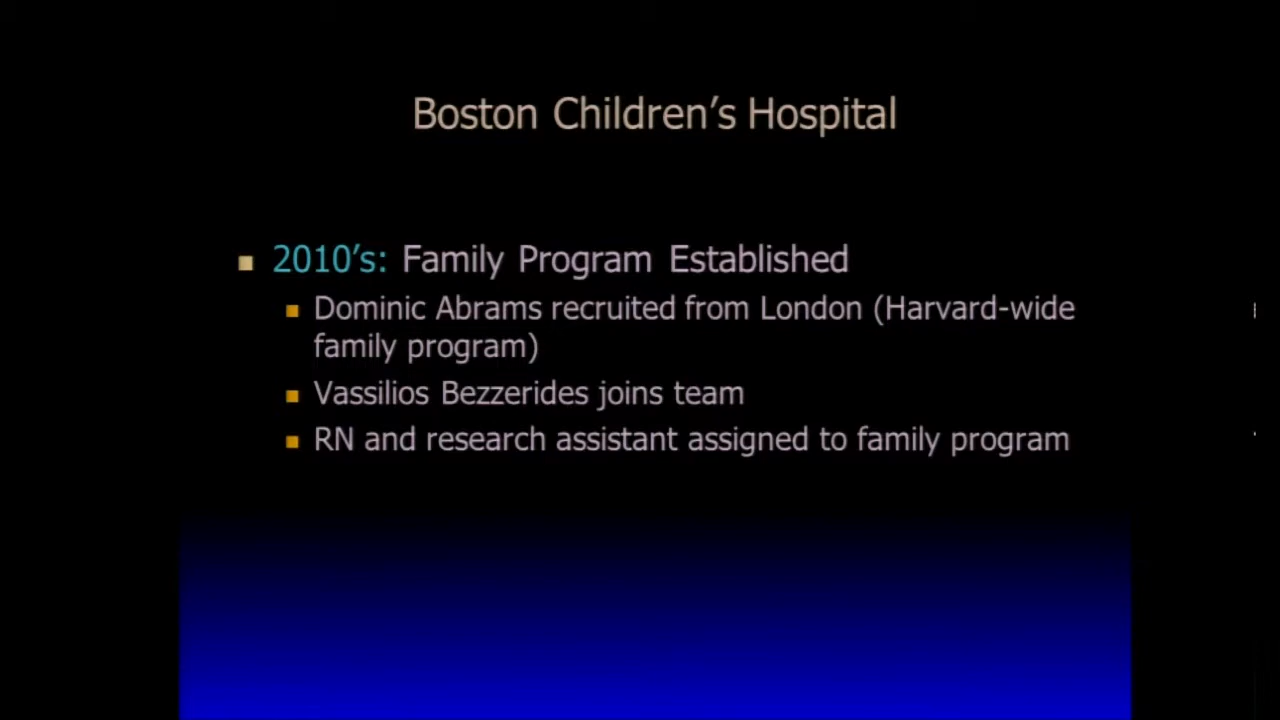 Boston Children’s Hospital
2010’s: Family Program Established
Dominic Abrams recruited from London (Harvard-wide
family program)
Vassilios Bezzerides joins team
RN and research assistant assigned to family program